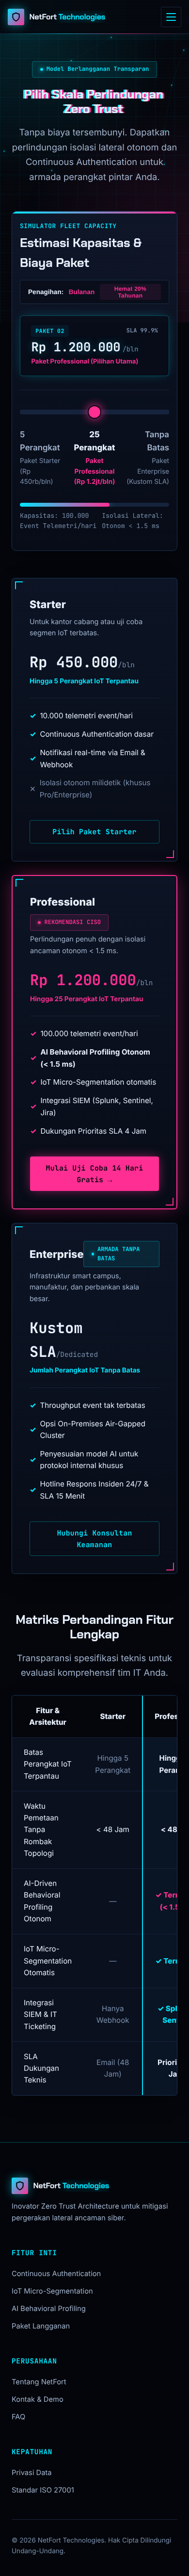 NetFort Technologies
Model Berlangganan Transparan
Pilih Skala Perlindungan
Zero Trust
Tanpa biaya tersembunyi. Dapatkan
perlindungan isolasi lateral otonom dan
Continuous Authentication untuk
armada perangkat pintar Anda.
SIMULATOR FLEET CAPACITY
Estimasi Kapasitas &
Biaya Paket
Penagihan: Bulanan Hemat 20%
Tahunan
PAKET 02 SLA 99.9%
Rp 1.200.000 /bln
Paket Professional (Pilihan Utama)
5
Perangkat
Paket Starter
(Rp
450rb/bln)
25
Perangkat
Paket
Professional
(Rp 1.2jt/bln)
Tanpa
Batas
Paket
Enterprise
(Kustom SLA)
Kapasitas: 100.000
Event Telemetri/hari
Isolasi Lateral:
Otonom < 1.5 ms
Starter
Untuk kantor cabang atau uji coba
segmen IoT terbatas.
Rp 450.000/bln
Hingga 5 Perangkat IoT Terpantau
✓ 10.000 telemetri event/hari
✓ Continuous Authentication dasar
✓ Notifikasi real-time via Email &
Webhook
✕ Isolasi otonom milidetik (khusus
Pro/Enterprise)
Pilih Paket Starter
Professional
REKOMENDASI CISO
Perlindungan penuh dengan isolasi
ancaman otonom < 1.5 ms.
Rp 1.200.000/bln
Hingga 25 Perangkat IoT Terpantau
✓ 100.000 telemetri event/hari
✓ AI Behavioral Profiling Otonom
(< 1.5 ms)
✓ IoT Micro-Segmentation otomatis
✓ Integrasi SIEM (Splunk, Sentinel,
Jira)
✓ Dukungan Prioritas SLA 4 Jam
Mulai Uji Coba 14 Hari
Gratis →
Enterprise
ARMADA TANPA
BATAS
Infrastruktur smart campus,
manufaktur, dan perbankan skala
besar.
Kustom
SLA/Dedicated
Jumlah Perangkat IoT Tanpa Batas
✓ Throughput event tak terbatas
✓ Opsi On-Premises Air-Gapped
Cluster
✓ Penyesuaian model AI untuk
protokol internal khusus
✓ Hotline Respons Insiden 24/7 &
SLA 15 Menit
Hubungi Konsultan
Keamanan
Matriks Perbandingan Fitur
Lengkap
Transparansi spesifikasi teknis untuk
evaluasi komprehensif tim IT Anda.
Fitur &
Arsitektur
Starter
Profes
Batas
Perangkat IoT
Terpantau
Hingga 5
Perangkat
Hing
Pera
Waktu
Pemetaan
Tanpa
Rombak
Topologi
< 48 Jam
< 48
AI-Driven
Behavioral
Profiling
Otonom
—
✓ Ter
(< 1.5
IoT Micro-
Segmentation
Otomatis
—
✓ Ter
Integrasi
SIEM & IT
Ticketing
Hanya
Webhook
✓ Spl
Sen
SLA
Dukungan
Teknis
Email (48
Jam)
Priori
Ja
NetFort Technologies
Inovator Zero Trust Architecture untuk mitigasi
pergerakan lateral ancaman siber.
FITUR INTI
Continuous Authentication
IoT Micro-Segmentation
AI Behavioral Profiling
Paket Langganan
PERUSAHAAN
Tentang NetFort
Kontak & Demo
FAQ
KEPATUHAN
Privasi Data
Standar ISO 27001
© 2026 NetFort Technologies. Hak Cipta Dilindungi
Undang-Undang.